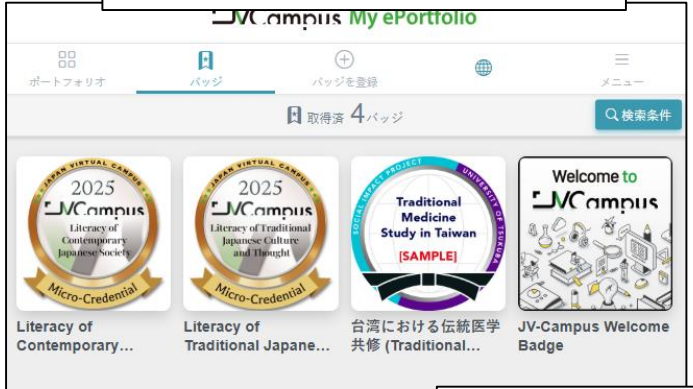 JVCampus My ePortfolio
ポートフォリオ
バッジ
バッジを登録
メニュー
取得済 4バッジ
検索条件
JAPAN VIRTUAL CAMPUS
2025
JVCampus
Literacy of
Contemporary
Japanese Society
Micro-Credential
JAPAN VIRTUAL CAMPUS
2025
JVCampus
Literacy of Traditional
Japanese Culture
and Thought
Micro-Credential
SOCIAL IMPACT PROJECT
UNIVERSITY OF TSUKUBA
Traditional
Medicine
Study in Taiwan
[SAMPLE]
Welcome to
JVCampus
Literacy of
Contemporary...
Literacy of
Traditional Japane...
台湾における伝統医学
共修 (Traditional...
JV-Campus Welcome
Badge